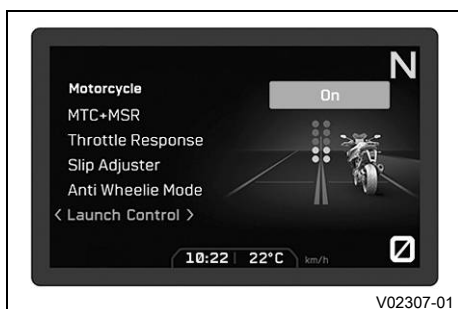 N
Motorcycle
On
MTC+MSR
Throttle Response
Slip Adjuster
Anti Wheelie Mode
< Launch Control >
10:22 22°C km/h
0
V02307-01